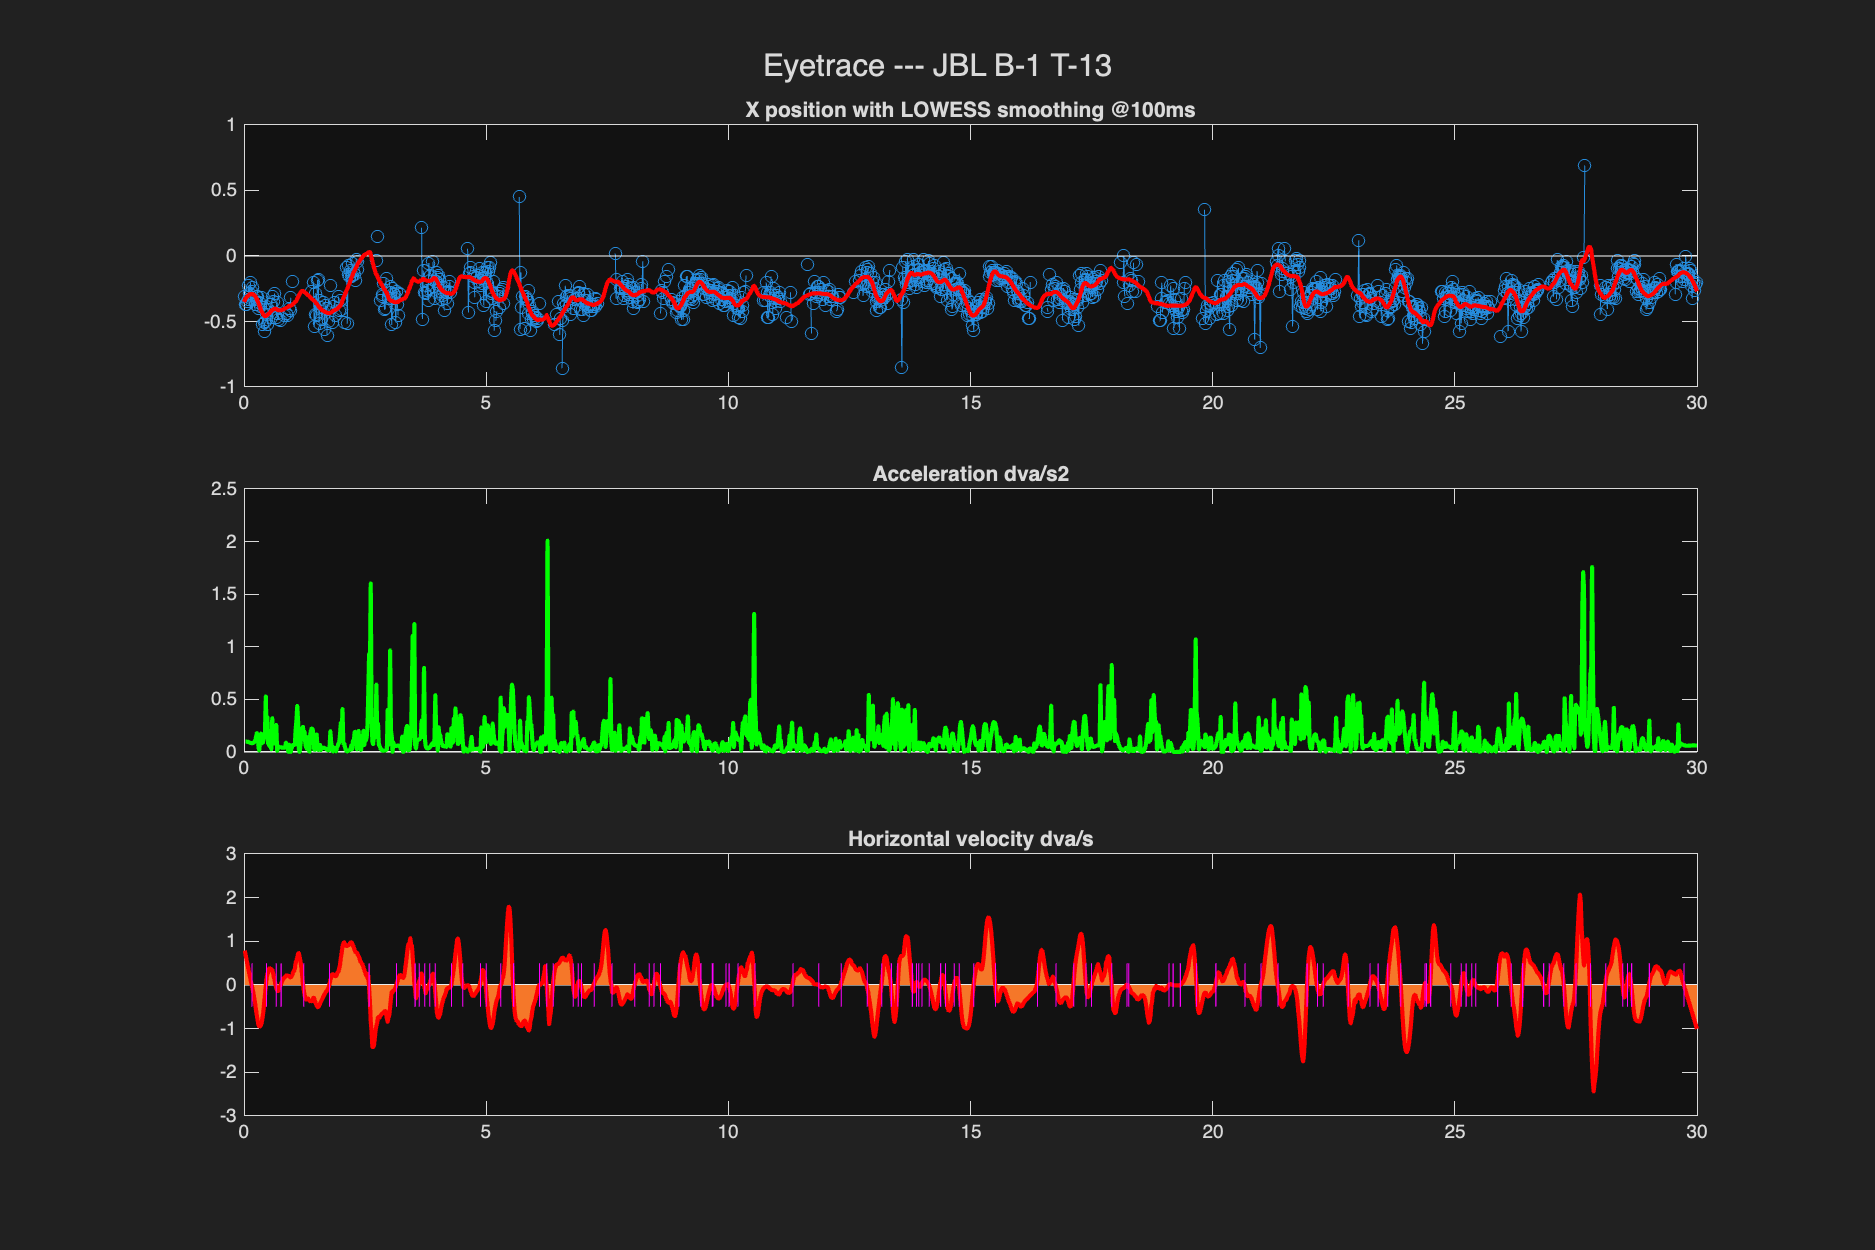 Eyetrace --- JBL B-1 T-13
X position with LOWESS smoothing @100ms
1
0.5
0
-0.5
-1
0 5 10 15 20 25 30
Acceleration dva/s2
2.5
2
1.5
1
0.5
0
0 5 10 15 20 25 30
Horizontal velocity dva/s
3
2
1
0
-1
-2
-3
0 5 10 15 20 25 30